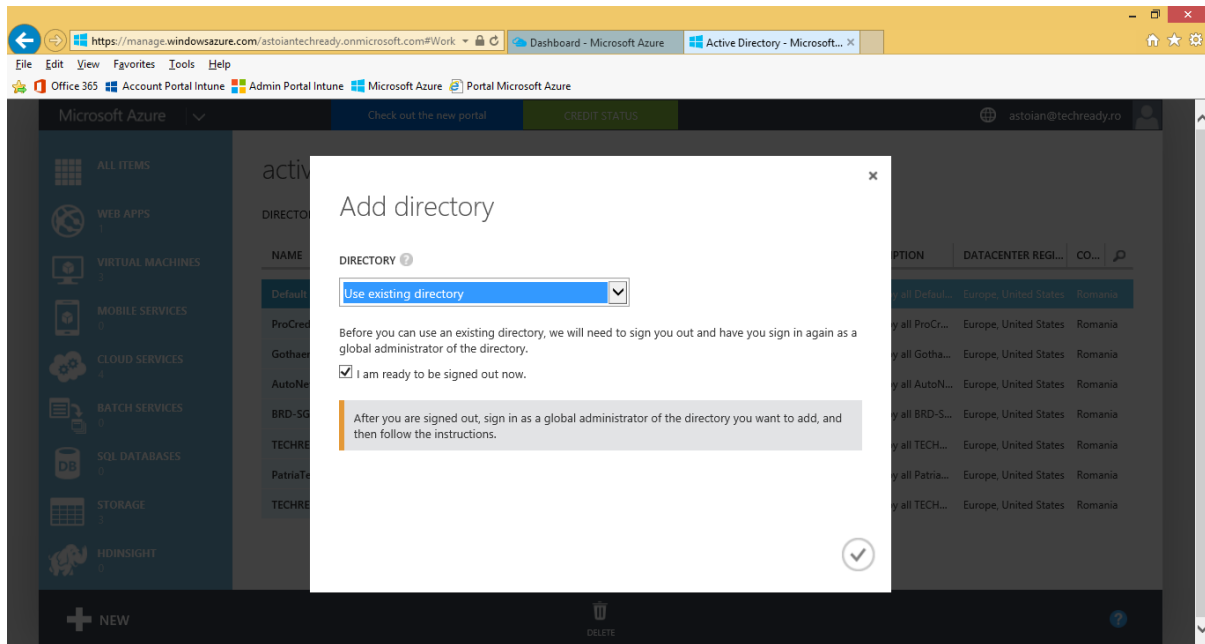 https://manage.windowsazure.com/astoiantechready.onmicrosoft.com#Work
Dashboard - Microsoft Azure
Active Directory - Microsoft...
File Edit View Favorites Tools Help
Office 365 Account Portal Intune Admin Portal Intune Microsoft Azure Portal Microsoft Azure
Microsoft Azure Check out the new portal CREDIT STATUS astoian@techready.ro
ALL ITEMS
WEB APPS
1
VIRTUAL MACHINES
3
MOBILE SERVICES
0
CLOUD SERVICES
4
BATCH SERVICES
0
SQL DATABASES
0
DB
STORAGE
3
HDINSIGHT
0
activ
DIRECTO
NAME PTION DATACENTER REGI... CO...
Default y all Defaul... Europe, United States Romania
ProCred y all ProCr... Europe, United States Romania
Gothaer y all Gotha... Europe, United States Romania
AutoNe y all AutoN... Europe, United States Romania
BRD-SG y all BRD-S... Europe, United States Romania
TECHRE y all TECH... Europe, United States Romania
PatriaTe y all Patria... Europe, United States Romania
TECHRE y all TECH... Europe, United States Romania
Add directory
DIRECTORY ?
Use existing directory
Before you can use an existing directory, we will need to sign you out and have you sign in again as a
global administrator of the directory.
I am ready to be signed out now.
After you are signed out, sign in as a global administrator of the directory you want to add, and
then follow the instructions.
NEW
DELETE
?